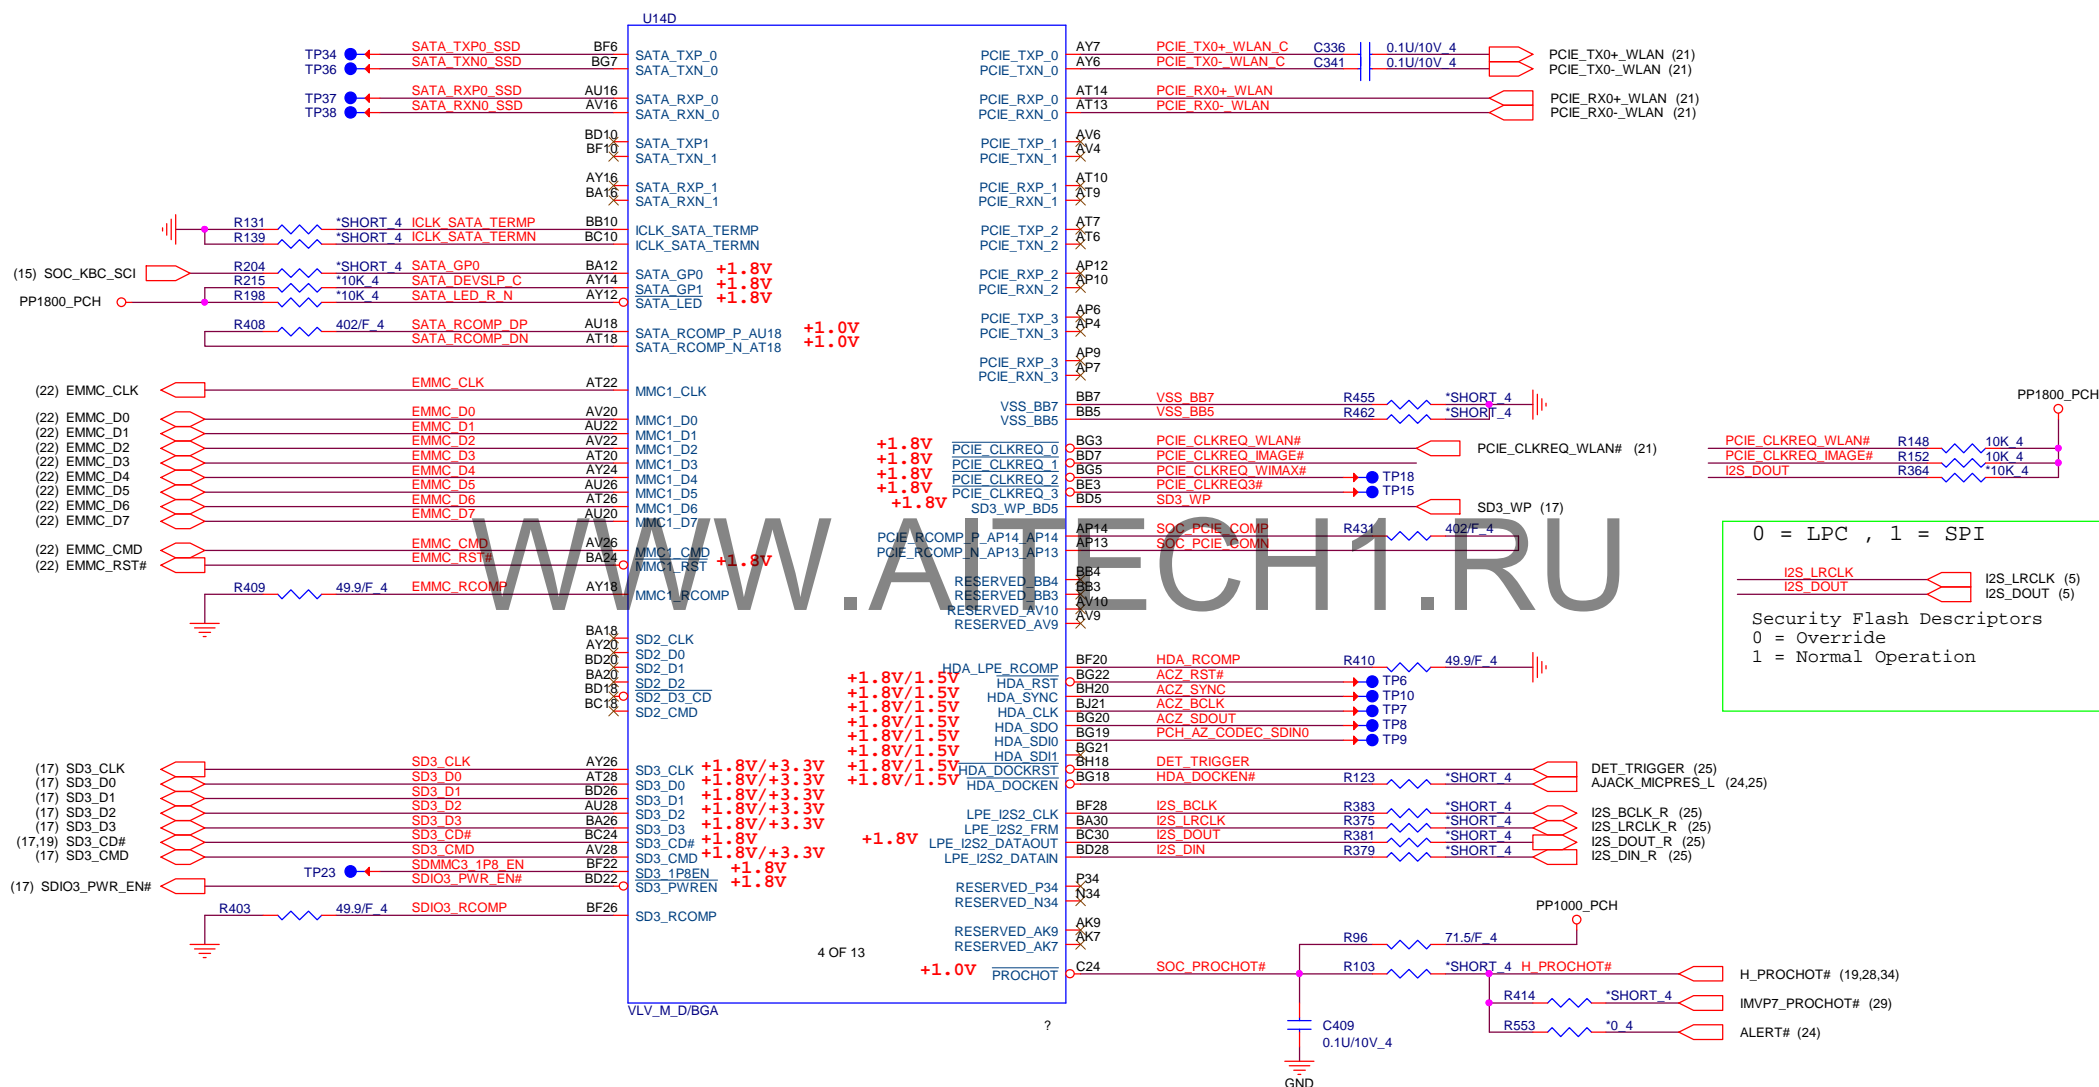 U14D
TP34 SATA_TXP0_SSD BF6 SATA_TXP_0
TP36 SATA_TXN0_SSD BG7 SATA_TXN_0
TP37 SATA_RXP0_SSD AU16 SATA_RXP_0
TP38 SATA_RXN0_SSD AV16 SATA_RXN_0
BD10 SATA_TXP1
BF10 SATA_TXN_1
AY16 SATA_RXP_1
BA16 SATA_RXN_1
R131 *SHORT_4 ICLK_SATA_TERMP BB10 ICLK_SATA_TERMP
R139 *SHORT_4 ICLK_SATA_TERMN BC10 ICLK_SATA_TERMN
(15) SOC_KBC_SCI R204 *SHORT_4 SATA_GP0 BA12 SATA_GP0 +1.8V
R215 *10K_4 SATA_DEVSLP_C AY14 SATA_GP1 +1.8V
PP1800_PCH R198 *10K_4 SATA_LED_R_N AY12 SATA_LED +1.8V
R408 402/F_4 SATA_RCOMP_DP AU18 SATA_RCOMP_P_AU18 +1.0V
SATA_RCOMP_DN AT18 SATA_RCOMP_N_AT18 +1.0V
(22) EMMC_CLK EMMC_CLK AT22 MMC1_CLK
(22) EMMC_D0 EMMC_D0 AV20 MMC1_D0
(22) EMMC_D1 EMMC_D1 AU22 MMC1_D1
(22) EMMC_D2 EMMC_D2 AV22 MMC1_D2
(22) EMMC_D3 EMMC_D3 AT20 MMC1_D3
(22) EMMC_D4 EMMC_D4 AY24 MMC1_D4
(22) EMMC_D5 EMMC_D5 AU26 MMC1_D5
(22) EMMC_D6 EMMC_D6 AT26 MMC1_D6
(22) EMMC_D7 EMMC_D7 AU20 MMC1_D7
(22) EMMC_CMD EMMC_CMD AV26 MMC1_CMD
(22) EMMC_RST# EMMC_RST# BA24 MMC1_RST +1.8V
R409 49.9/F_4 EMMC_RCOMP AY18 MMC1_RCOMP
BA18 SD2_CLK
AY20 SD2_D0
BD20 SD2_D1
BA20 SD2_D2
BD18 SD2_D3_CD
BC18 SD2_CMD
(17) SD3_CLK SD3_CLK AY26 SD3_CLK +1.8V/+3.3V
(17) SD3_D0 SD3_D0 AT28 SD3_D0 +1.8V/+3.3V
(17) SD3_D1 SD3_D1 BD26 SD3_D1 +1.8V/+3.3V
(17) SD3_D2 SD3_D2 AU28 SD3_D2 +1.8V/+3.3V
(17) SD3_D3 SD3_D3 BA26 SD3_D3 +1.8V/+3.3V
(17,19) SD3_CD# SD3_CD# BC24 SD3_CD# +1.8V
(17) SD3_CMD SD3_CMD AV28 SD3_CMD +1.8V/+3.3V
TP23 SDMMC3_1P8_EN BF22 SD3_1P8EN +1.8V
(17) SDIO3_PWR_EN# SDIO3_PWR_EN# BD22 SD3_PWREN +1.8V
R403 49.9/F_4 SDIO3_RCOMP BF26 SD3_RCOMP
4 OF 13
VLV_M_D/BGA
?
PCIE_TXP_0 AY7 PCIE_TX0+_WLAN_C C336 0.1U/10V_4 PCIE_TX0+_WLAN (21)
PCIE_TXN_0 AY6 PCIE_TX0-_WLAN_C C341 0.1U/10V_4 PCIE_TX0-_WLAN (21)
PCIE_RXP_0 AT14 PCIE_RX0+_WLAN PCIE_RX0+_WLAN (21)
PCIE_RXN_0 AT13 PCIE_RX0-_WLAN PCIE_RX0-_WLAN (21)
PCIE_TXP_1 AV6
PCIE_TXN_1 AV4
PCIE_RXP_1 AT10
PCIE_RXN_1 AT9
PCIE_TXP_2 AT7
PCIE_TXN_2 AT6
PCIE_RXP_2 AP12
PCIE_RXN_2 AP10
PCIE_TXP_3 AP6
PCIE_TXN_3 AP4
PCIE_RXP_3 AP9
PCIE_RXN_3 AP7
VSS_BB7 BB7 VSS_BB7 R455 *SHORT_4
VSS_BB5 BB5 VSS_BB5 R462 *SHORT_4
+1.8V PCIE_CLKREQ_0 BG3 PCIE_CLKREQ_WLAN# PCIE_CLKREQ_WLAN# (21)
+1.8V PCIE_CLKREQ_1 BD7 PCIE_CLKREQ_IMAGE#
+1.8V PCIE_CLKREQ_2 BG5 PCIE_CLKREQ_WIMAX# TP18
+1.8V PCIE_CLKREQ_3 BE3 PCIE_CLKREQ3# TP15
+1.8V SD3_WP_BD5 BD5 SD3_WP SD3_WP (17)
PCIE_RCOMP_P_AP14_AP14 AP14 SOC_PCIE_COMP R431 402/F_4
PCIE_RCOMP_N_AP13_AP13 AP13 SOC_PCIE_COMN
RESERVED_BB4 BB4
RESERVED_BB3 BB3
RESERVED_AV10 AV10
RESERVED_AV9 AV9
HDA_LPE_RCOMP BF20 HDA_RCOMP R410 49.9/F_4
+1.8V/1.5V HDA_RST BG22 ACZ_RST# TP6
+1.8V/1.5V HDA_SYNC BH20 ACZ_SYNC TP10
+1.8V/1.5V HDA_CLK BJ21 ACZ_BCLK TP7
+1.8V/1.5V HDA_SDO BG20 ACZ_SDOUT TP8
+1.8V/1.5V HDA_SDI0 BG19 PCH_AZ_CODEC_SDIN0 TP9
+1.8V/1.5V HDA_SDI1 BG21
+1.8V/1.5V HDA_DOCKRST BH18 DET_TRIGGER DET_TRIGGER (25)
+1.8V/1.5V HDA_DOCKEN BG18 HDA_DOCKEN# R123 *SHORT_4 AJACK_MICPRES_L (24,25)
LPE_I2S2_CLK BF28 I2S_BCLK R383 *SHORT_4 I2S_BCLK_R (25)
LPE_I2S2_FRM BA30 I2S_LRCLK R375 *SHORT_4 I2S_LRCLK_R (25)
+1.8V LPE_I2S2_DATAOUT BC30 I2S_DOUT R381 *SHORT_4 I2S_DOUT_R (25)
LPE_I2S2_DATAIN BD28 I2S_DIN R379 *SHORT_4 I2S_DIN_R (25)
RESERVED_P34 P34
RESERVED_N34 N34
RESERVED_AK9 AK9
RESERVED_AK7 AK7
PP1000_PCH
R96 71.5/F_4
+1.0V PROCHOT C24 SOC_PROCHOT# R103 *SHORT_4 H_PROCHOT# H_PROCHOT# (19,28,34)
R414 *SHORT_4 IMVP7_PROCHOT# (29)
R553 *0_4 ALERT# (24)
C409
0.1U/10V_4
GND
PP1800_PCH
PCIE_CLKREQ_WLAN# R148 10K_4
PCIE_CLKREQ_IMAGE# R152 10K_4
I2S_DOUT R364 *10K_4
0 = LPC , 1 = SPI
I2S_LRCLK I2S_LRCLK (5)
I2S_DOUT I2S_DOUT (5)
Security Flash Descriptors
0 = Override
1 = Normal Operation
WWW.AITECH1.RU